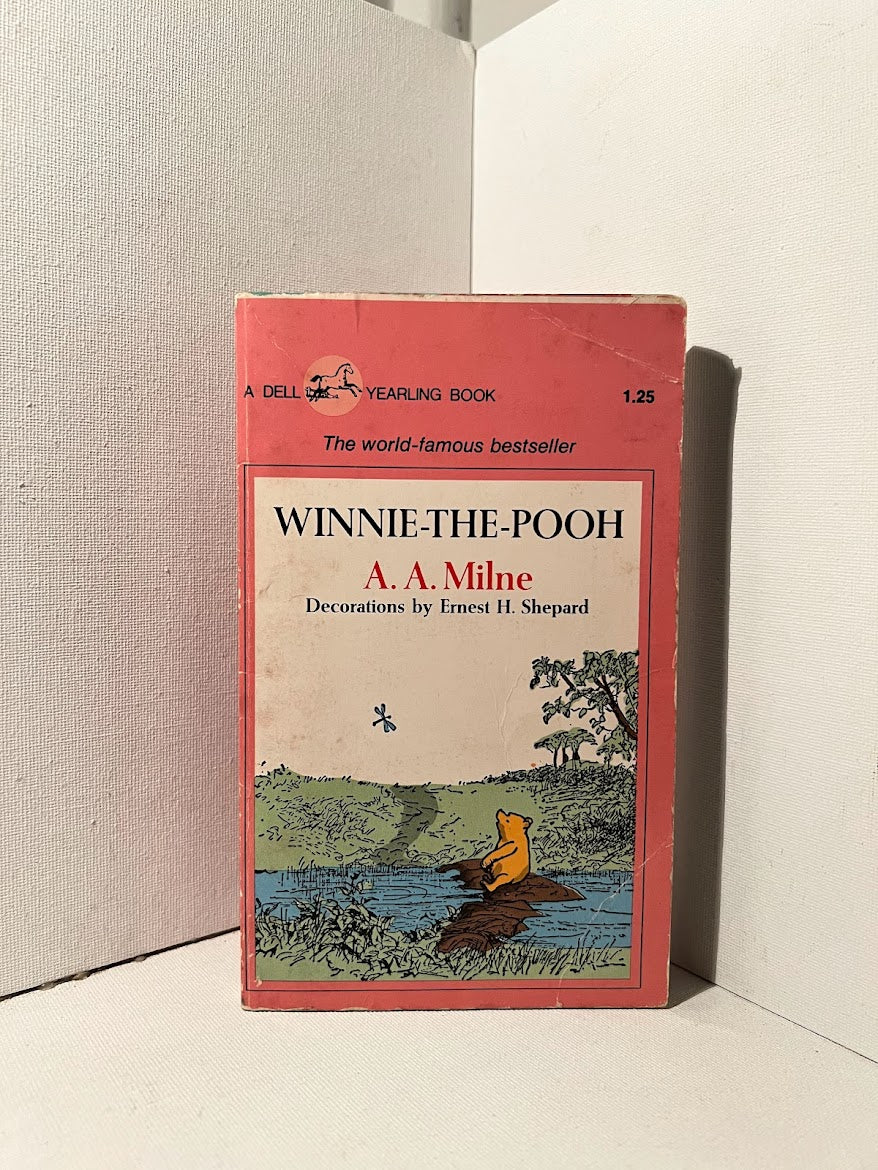 A DELL YEARLING BOOK 1.25
The world-famous bestseller
WINNIE-THE-POOH
A. A. Milne
Decorations by Ernest H. Shepard